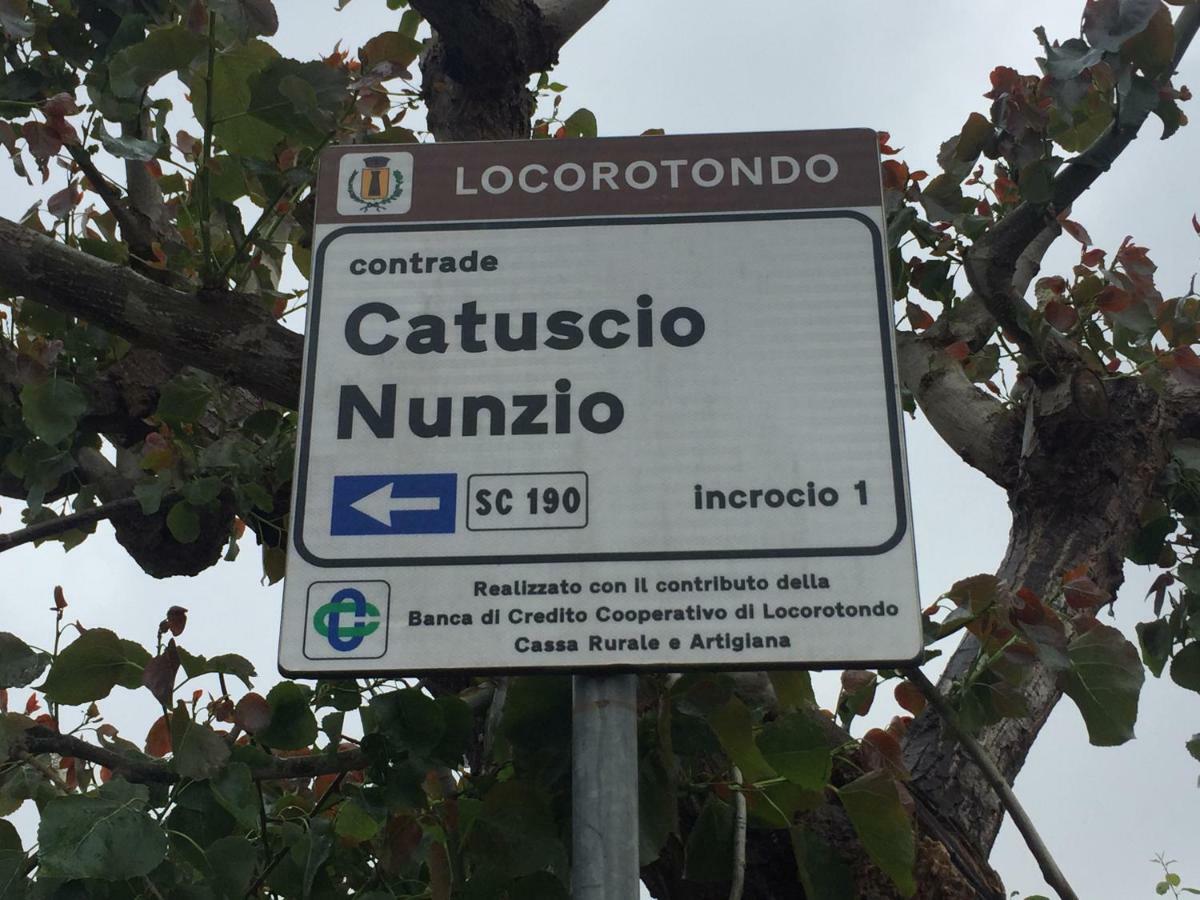 LOCOROTONDO
contrade
Catuscio
Nunzio
SC 190
incrocio 1
Realizzato con il contributo della
Banca di Credito Cooperativo di Locorotondo
Cassa Rurale e Artigiana